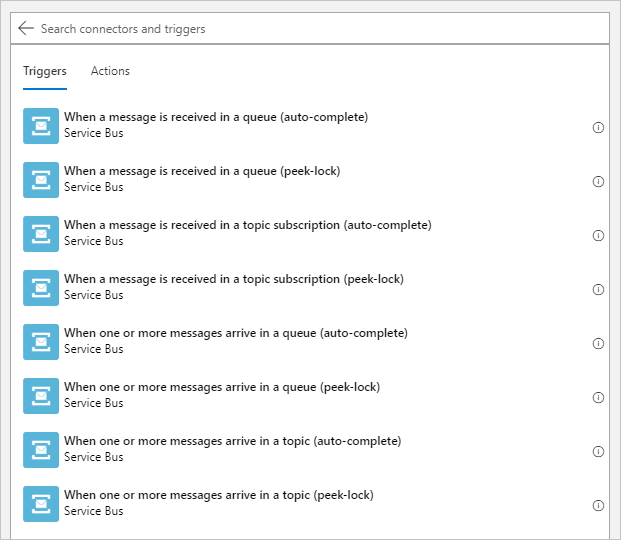 Search connectors and triggers
Triggers Actions
When a message is received in a queue (auto-complete)
Service Bus
When a message is received in a queue (peek-lock)
Service Bus
When a message is received in a topic subscription (auto-complete)
Service Bus
When a message is received in a topic subscription (peek-lock)
Service Bus
When one or more messages arrive in a queue (auto-complete)
Service Bus
When one or more messages arrive in a queue (peek-lock)
Service Bus
When one or more messages arrive in a topic (auto-complete)
Service Bus
When one or more messages arrive in a topic (peek-lock)
Service Bus